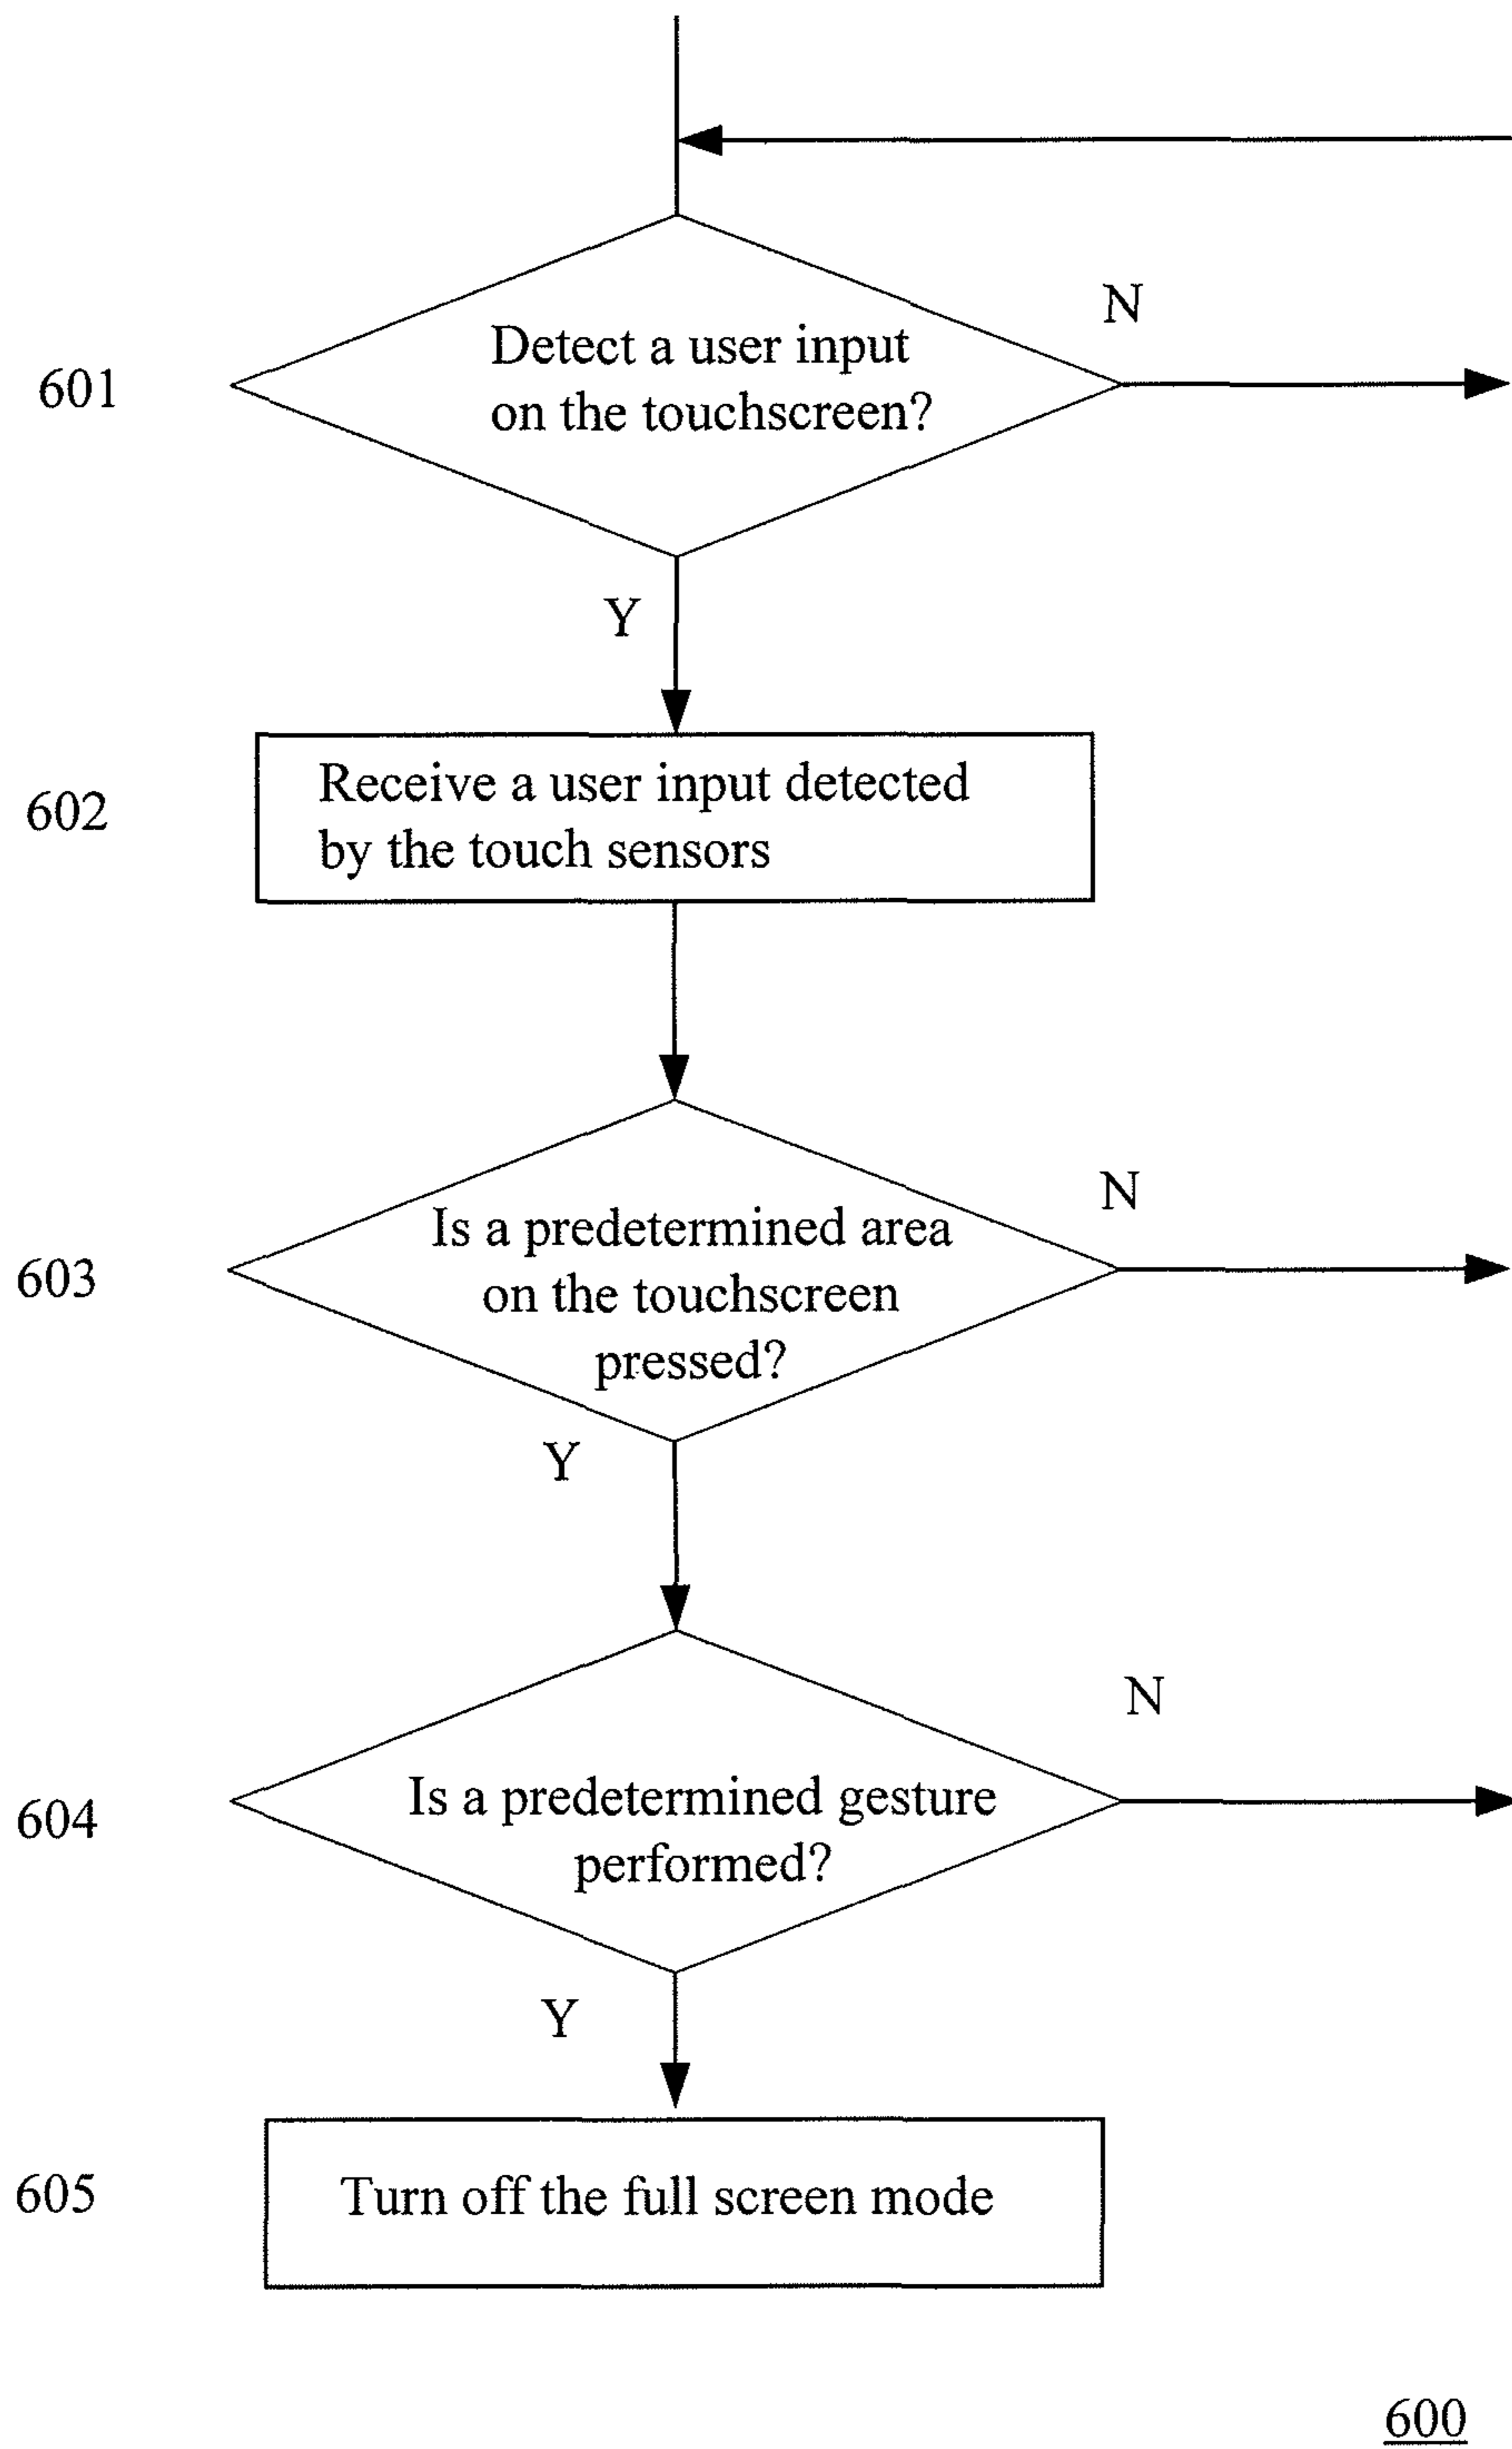 N
Detect a user input
on the touchscreen?
601
Y
Receive a user input detected
by the touch sensors
602
N
Is a predetermined area
on the touchscreen
pressed?
603
Y
N
Is a predetermined gesture
performed?
604
Y
Turn off the full screen mode
605
600